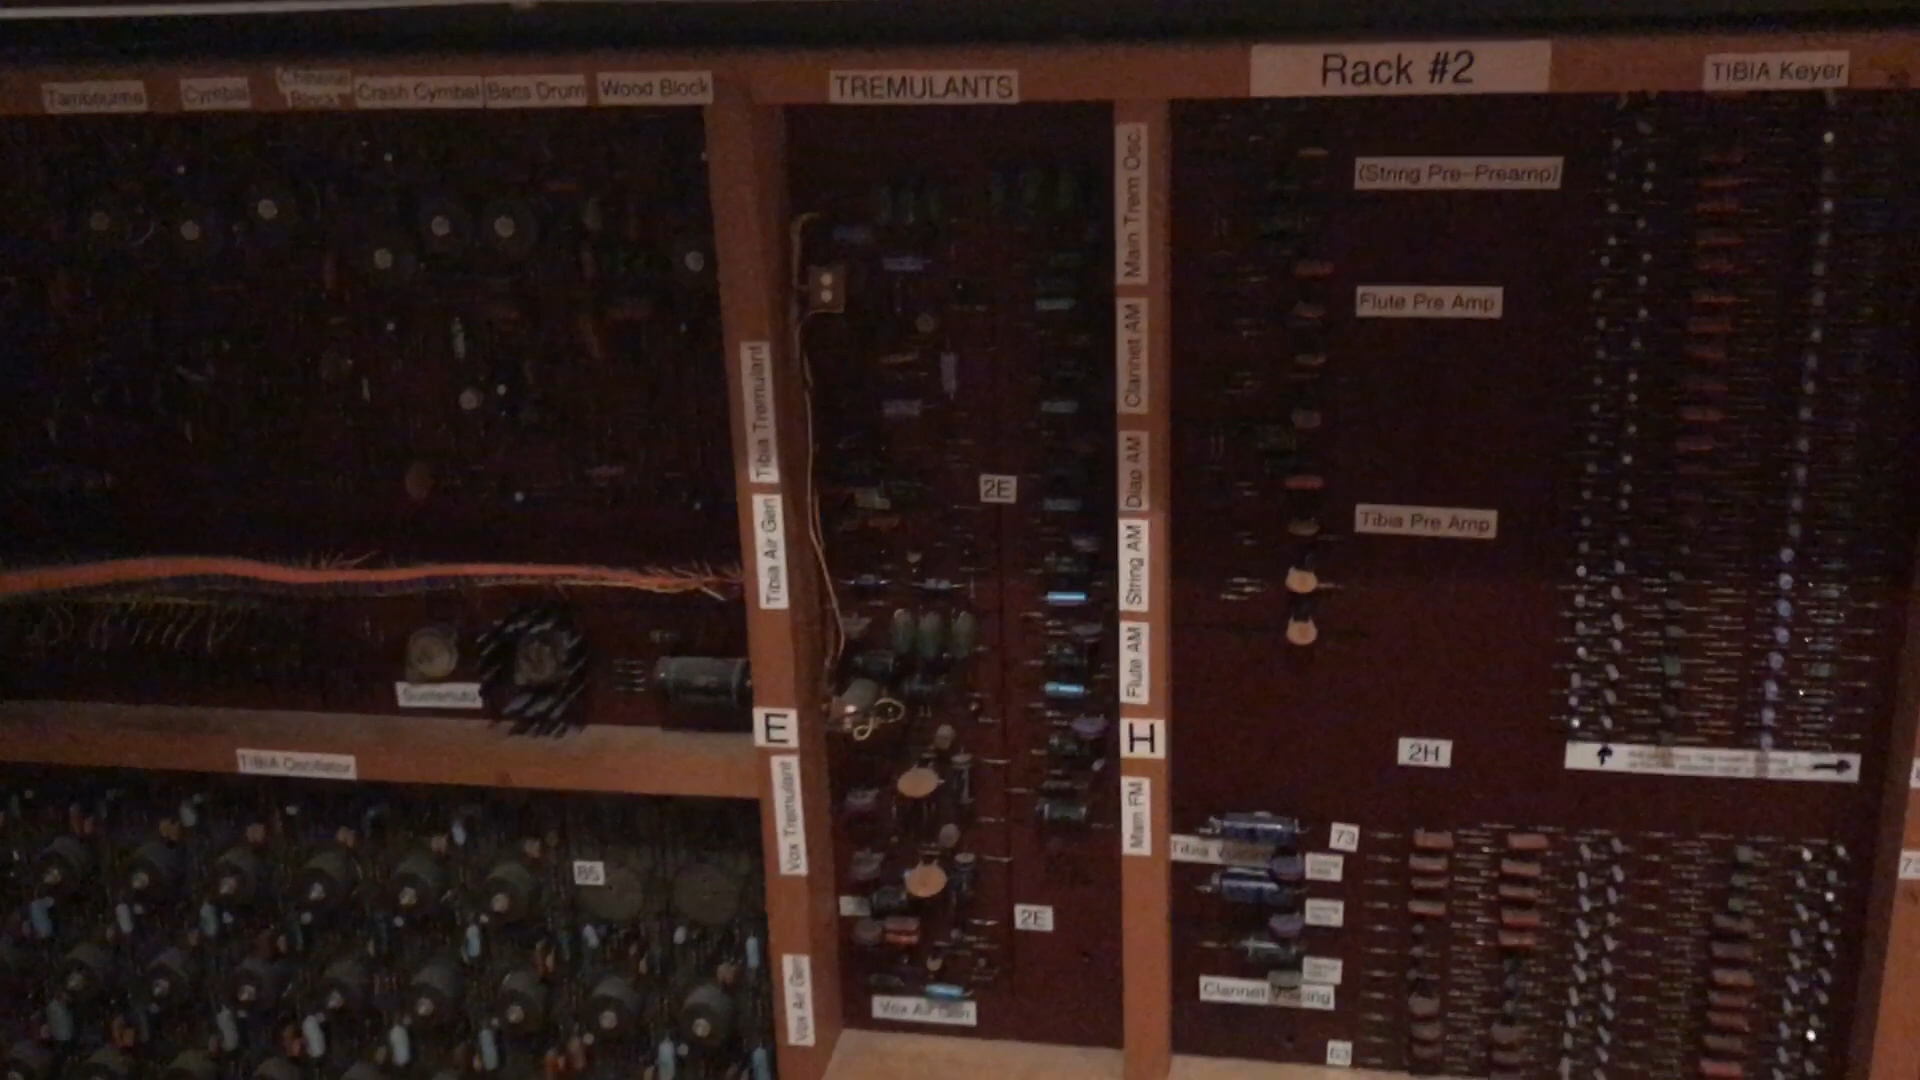 Tambourine
Cymbal
Chinese
Block
Crash Cymbal
Bass Drum
Wood Block
TREMULANTS
Rack #2
TIBIA Keyer
Main Trem Osc.
(String Pre-Preamp)
Flute Pre Amp
Clarinet AM
Tibia Tremulant
Diap AM
2E
Tibia Pre Amp
Tibia Air Gen
String AM
Flute AM
Sustenuto
E
H
2H
TIBIA Oscillator
Vox Tremulant
Main FM
73
Tibia
85
2E
Clarinet Voicing
Vox Air Gen
Vox Air Gen
63